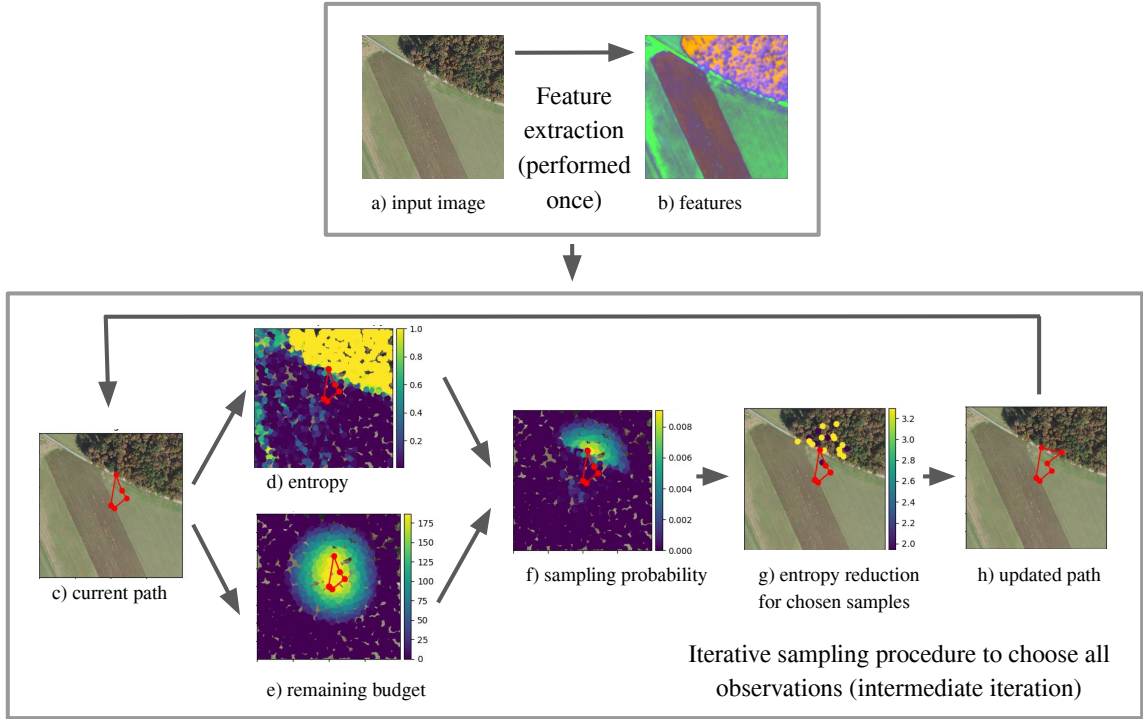 Feature
extraction
(performed
once)
a) input image
b) features
1.0
0.8
0.6
0.4
0.2
d) entropy
175
150
125
100
75
50
25
0
e) remaining budget
c) current path
0.008
0.006
0.004
0.002
0.000
f) sampling probability
3.2
3.0
2.8
2.6
2.4
2.2
2.0
g) entropy reduction
for chosen samples
h) updated path
Iterative sampling procedure to choose all
observations (intermediate iteration)